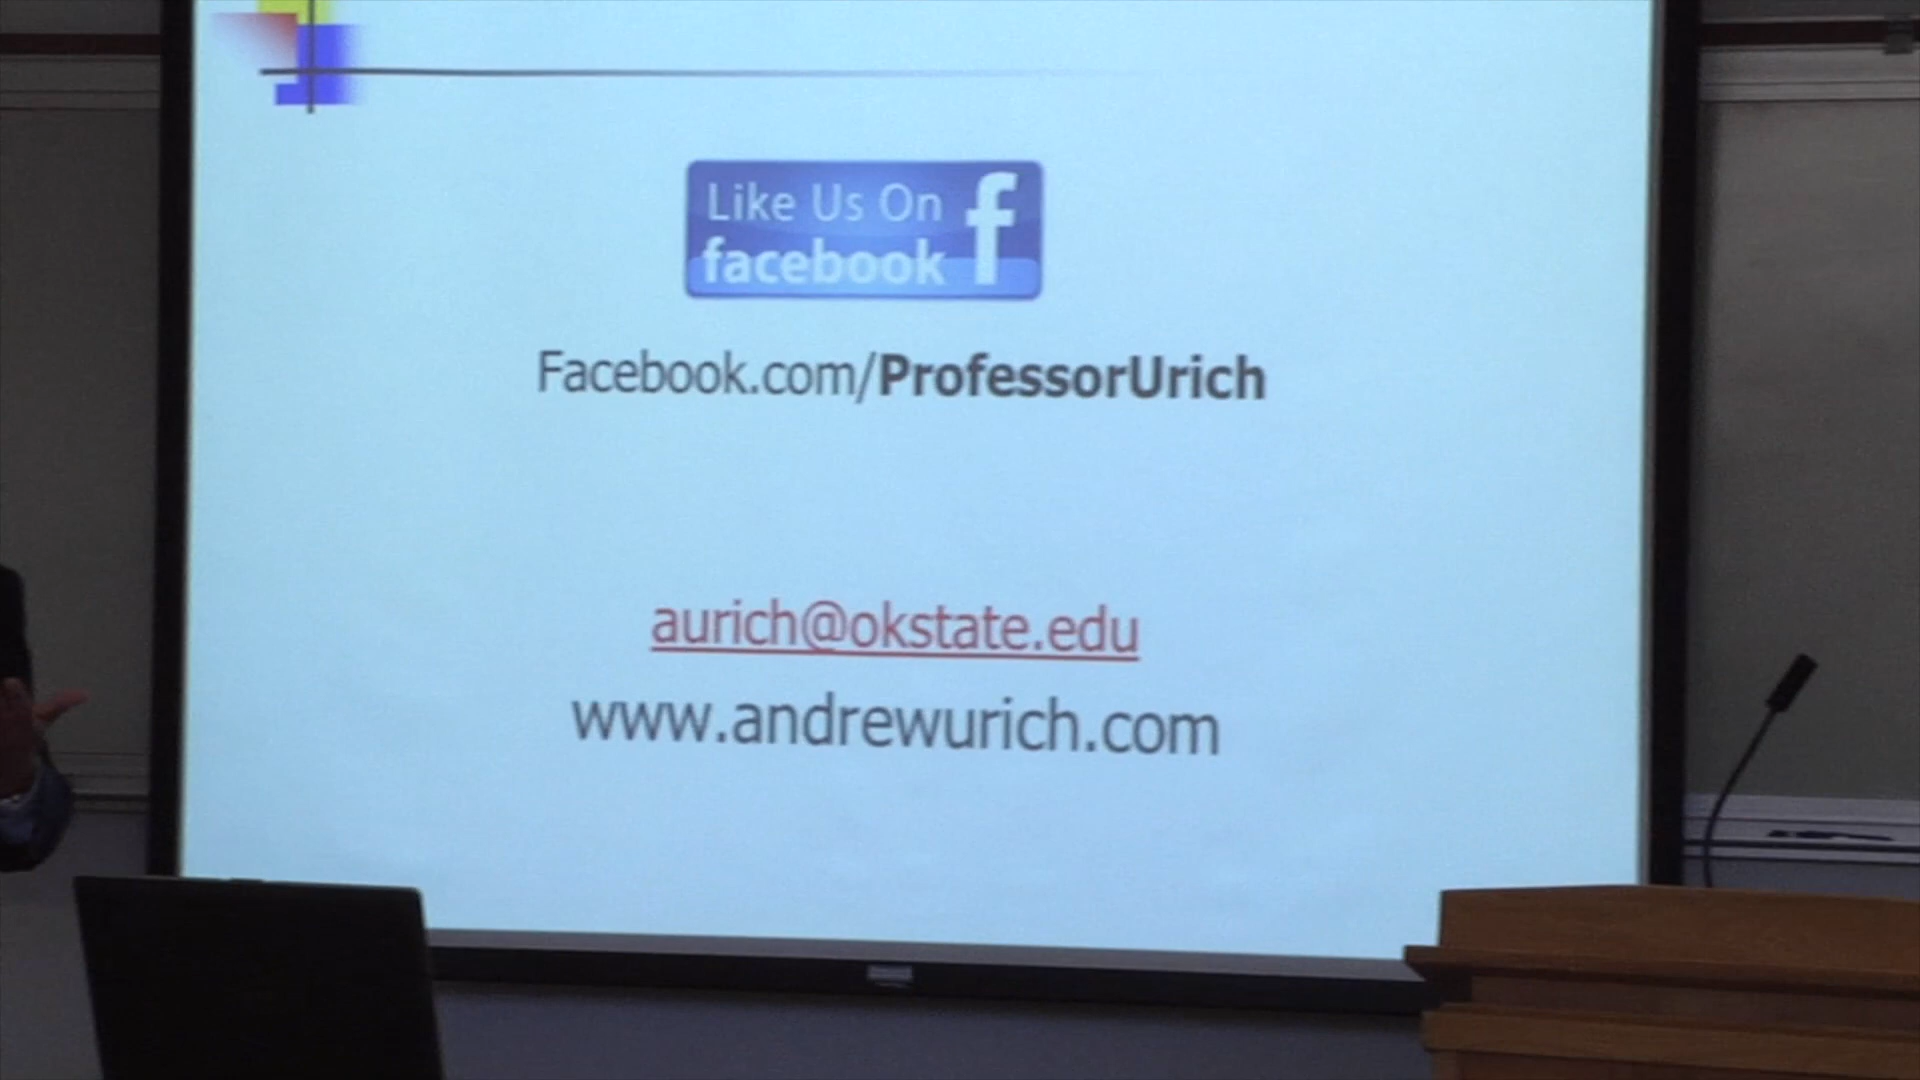 Like Us On
facebook f
Facebook.com/ProfessorUrich
aurich@okstate.edu
www.andrewurich.com